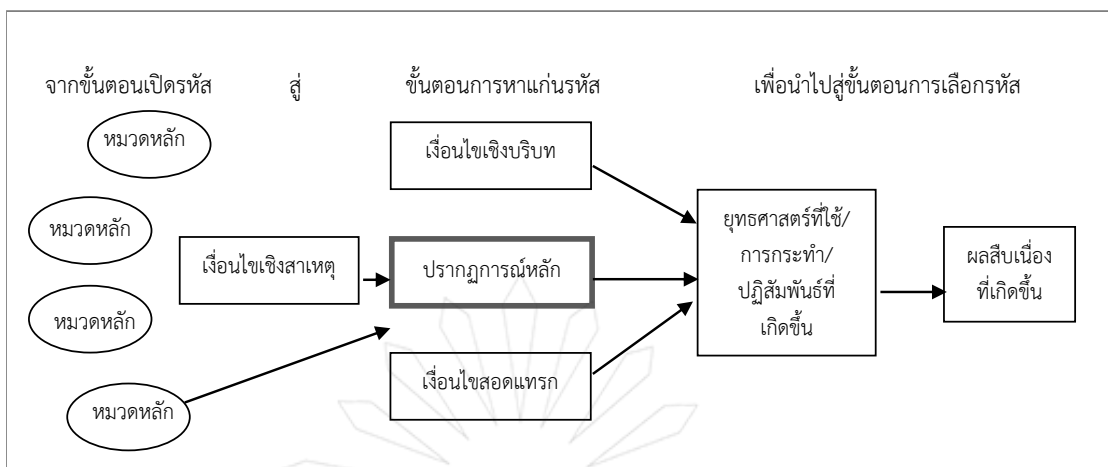 จากขั้นตอนเปิดรหัส สู่ ขั้นตอนการหาแก่นรหัส เพื่อนำไปสู่ขั้นตอนการเลือกรหัส
หมวดหลัก
หมวดหลัก
หมวดหลัก
หมวดหลัก
เงื่อนไขเชิงสาเหตุ
เงื่อนไขเชิงบริบท
ปรากฏการณ์หลัก
เงื่อนไขสอดแทรก
ยุทธศาสตร์ที่ใช้/
การกระทำ/
ปฏิสัมพันธ์ที่
เกิดขึ้น
ผลสืบเนื่อง
ที่เกิดขึ้น